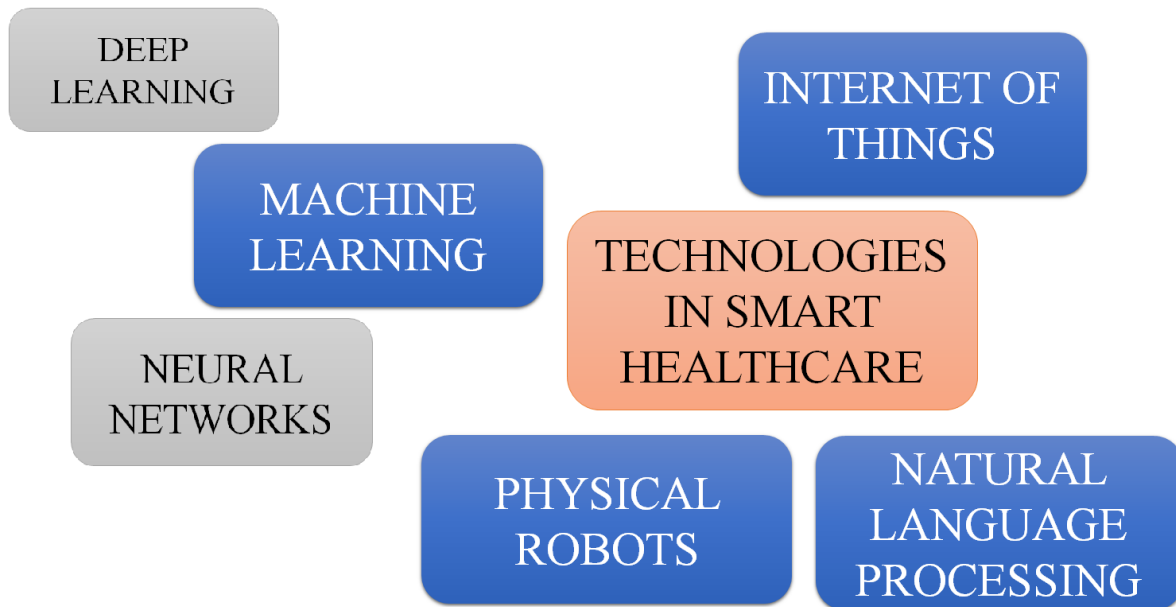 DEEP
LEARNING
INTERNET OF
THINGS
MACHINE
LEARNING
TECHNOLOGIES
IN SMART
HEALTHCARE
NEURAL
NETWORKS
PHYSICAL
ROBOTS
NATURAL
LANGUAGE
PROCESSING